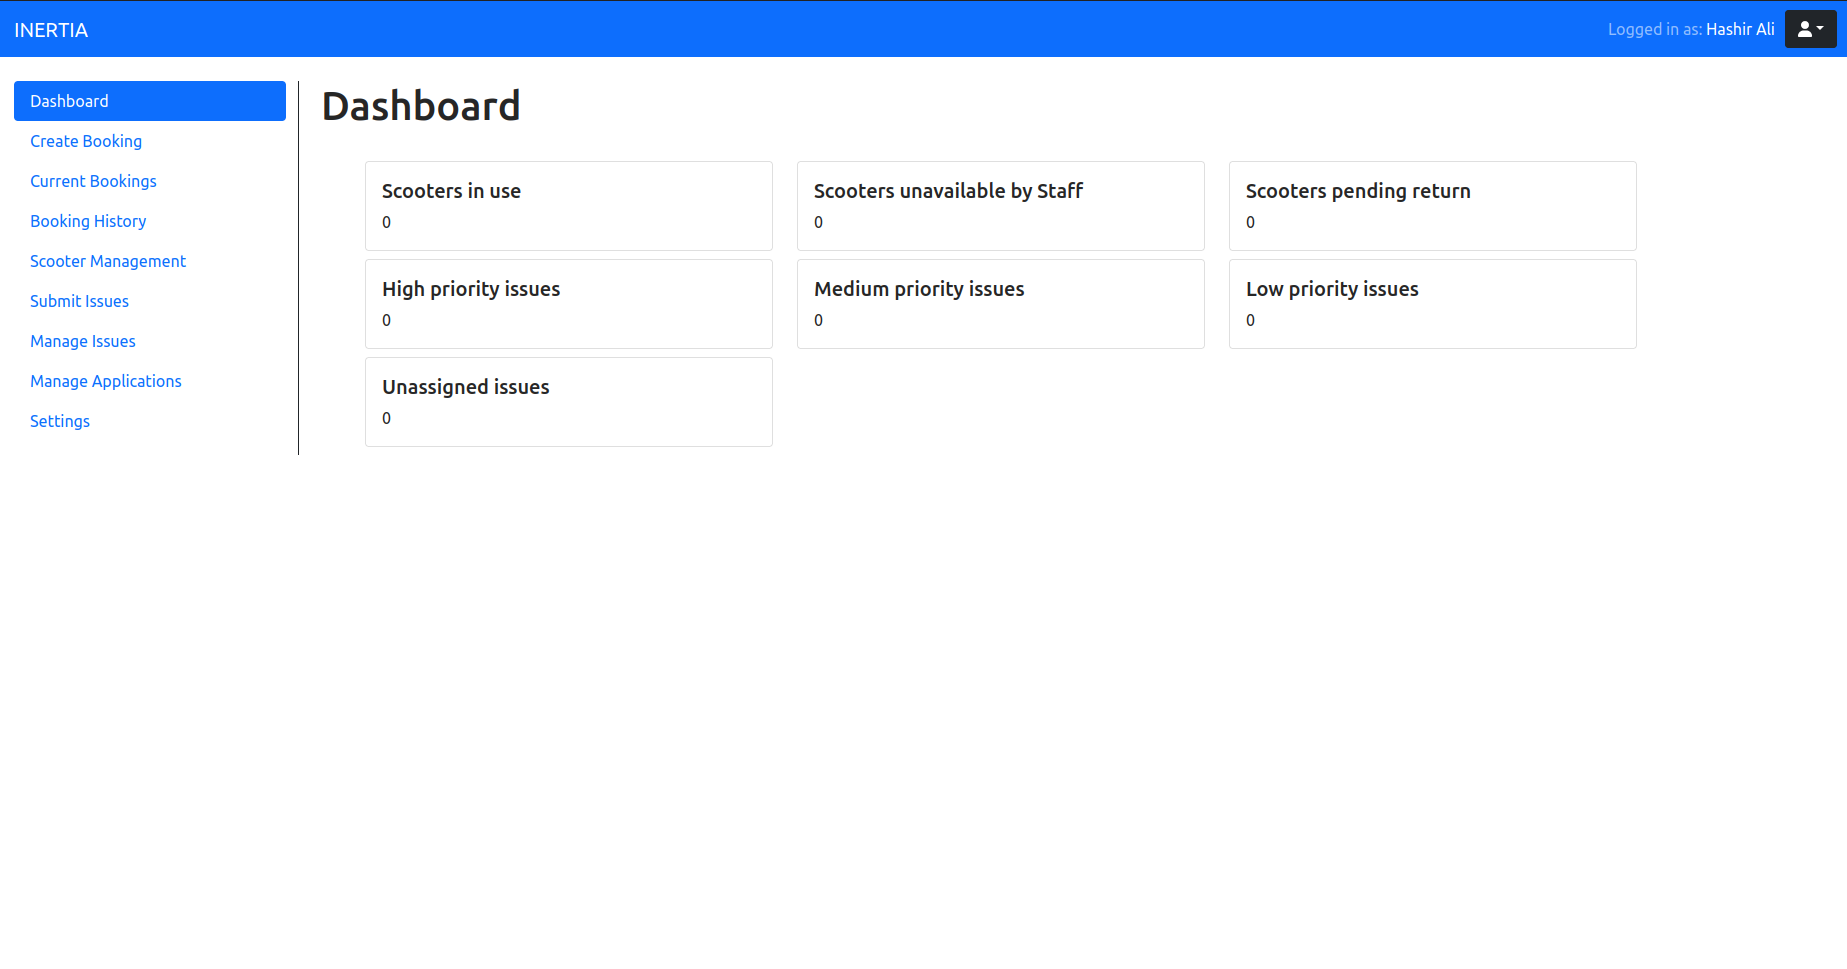 INERTIA
Logged in as: Hashir Ali
Dashboard
Create Booking
Current Bookings
Booking History
Scooter Management
Submit Issues
Manage Issues
Manage Applications
Settings
Dashboard
Scooters in use
0
Scooters unavailable by Staff
0
Scooters pending return
0
High priority issues
0
Medium priority issues
0
Low priority issues
0
Unassigned issues
0